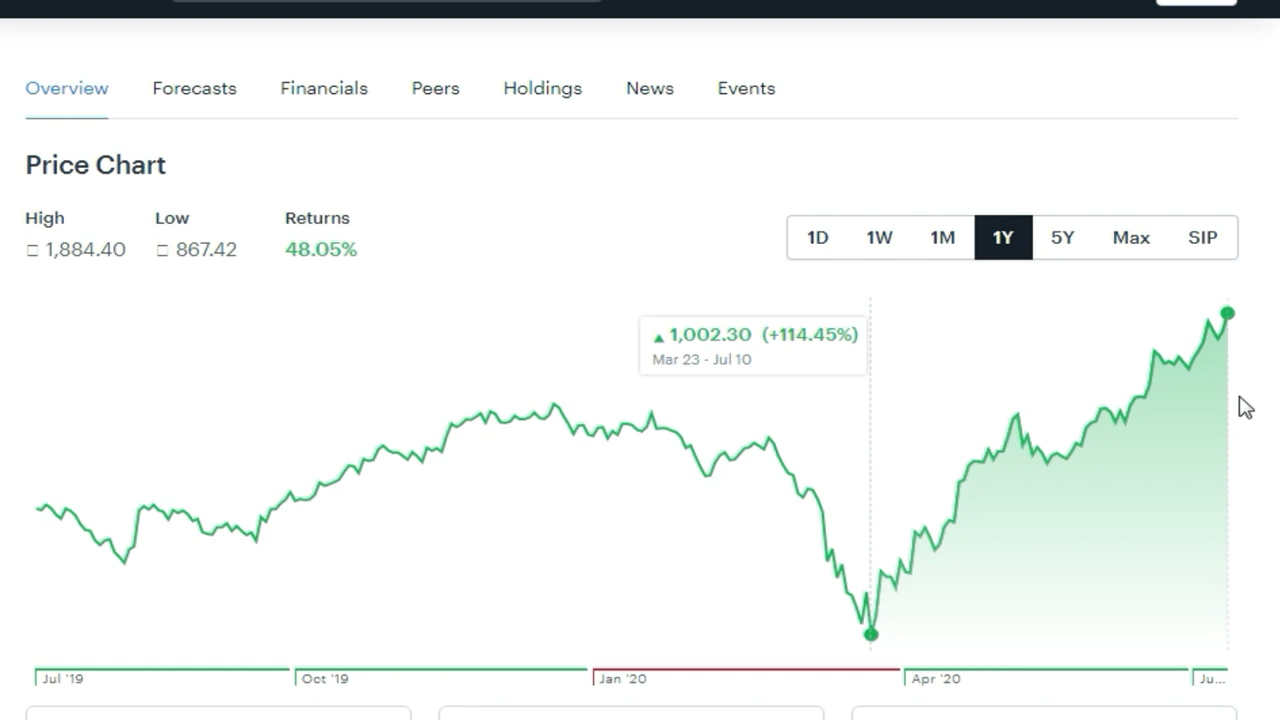 Overview Forecasts Financials Peers Holdings News Events
Price Chart
High Low Returns
1,884.40 867.42 48.05%
1D 1W 1M 1Y 5Y Max SIP
▲ 1,002.30 (+114.45%)
Mar 23 - Jul 10
Jul '19 Oct '19 Jan '20 Apr '20 Ju...